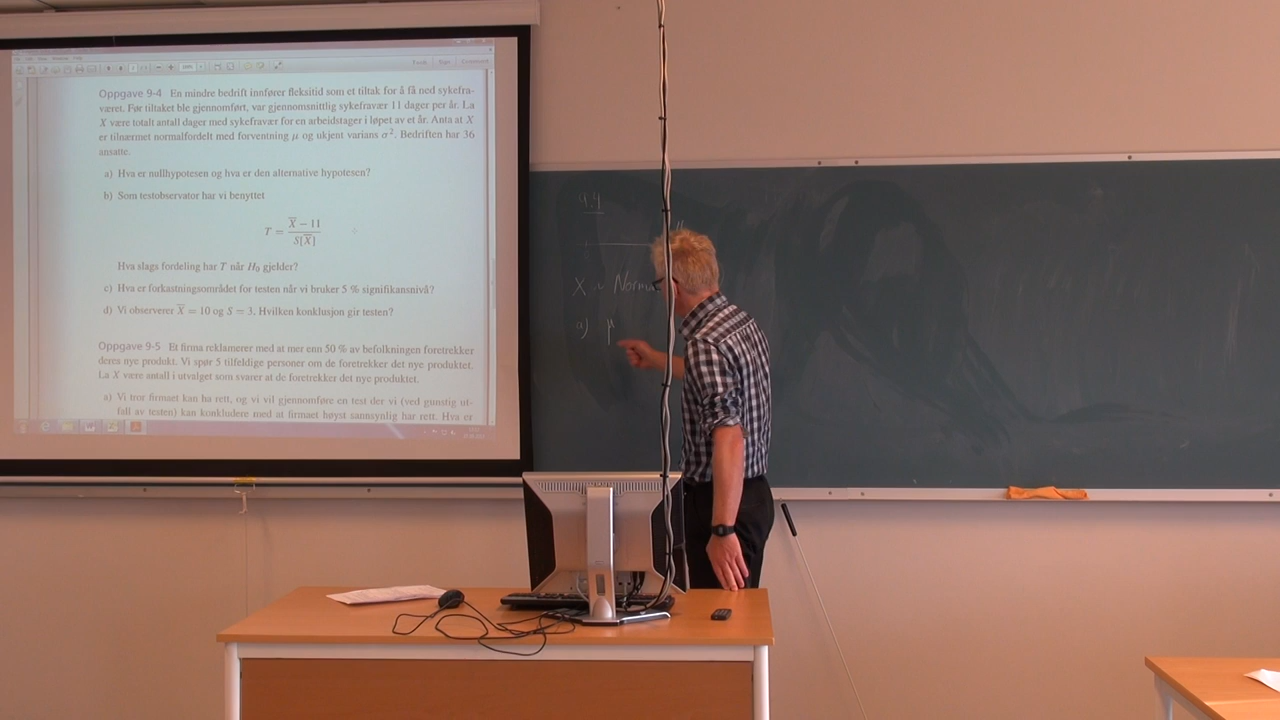 Oppgave 9-4 En mindre bedrift innfører fleksitid som et tiltak for å få ned sykefra-
været. Før tiltaket ble gjennomført, var gjennomsnittlig sykefravær 11 dager per år. La
X være totalt antall dager med sykefravær for en arbeidstager i løpet av et år. Anta at X
er tilnærmet normalfordelt med forventning μ og ukjent varians σ². Bedriften har 36
ansatte.
a) Hva er nullhypotesen og hva er den alternative hypotesen?
b) Som testobservator har vi benyttet
T = (X̅ − 11) / S[X̅]
Hva slags fordeling har T når H₀ gjelder?
c) Hva er forkastningsområdet for testen når vi bruker 5 % signifikansnivå?
d) Vi observerer X̅ = 10 og S = 3. Hvilken konklusjon gir testen?
Oppgave 9-5 Et firma reklamerer med at mer enn 50 % av befolkningen foretrekker
deres nye produkt. Vi spør 5 tilfeldige personer om de foretrekker det nye produktet.
La X være antall i utvalget som svarer at de foretrekker det nye produktet.
a) Vi tror firmaet kan ha rett, og vi vil gjennomføre en test der vi (ved gunstig ut-
fall av testen) kan konkludere med at firmaet høyst sannsynlig har rett. Hva er
9.4
X ~ Norma
a) μ